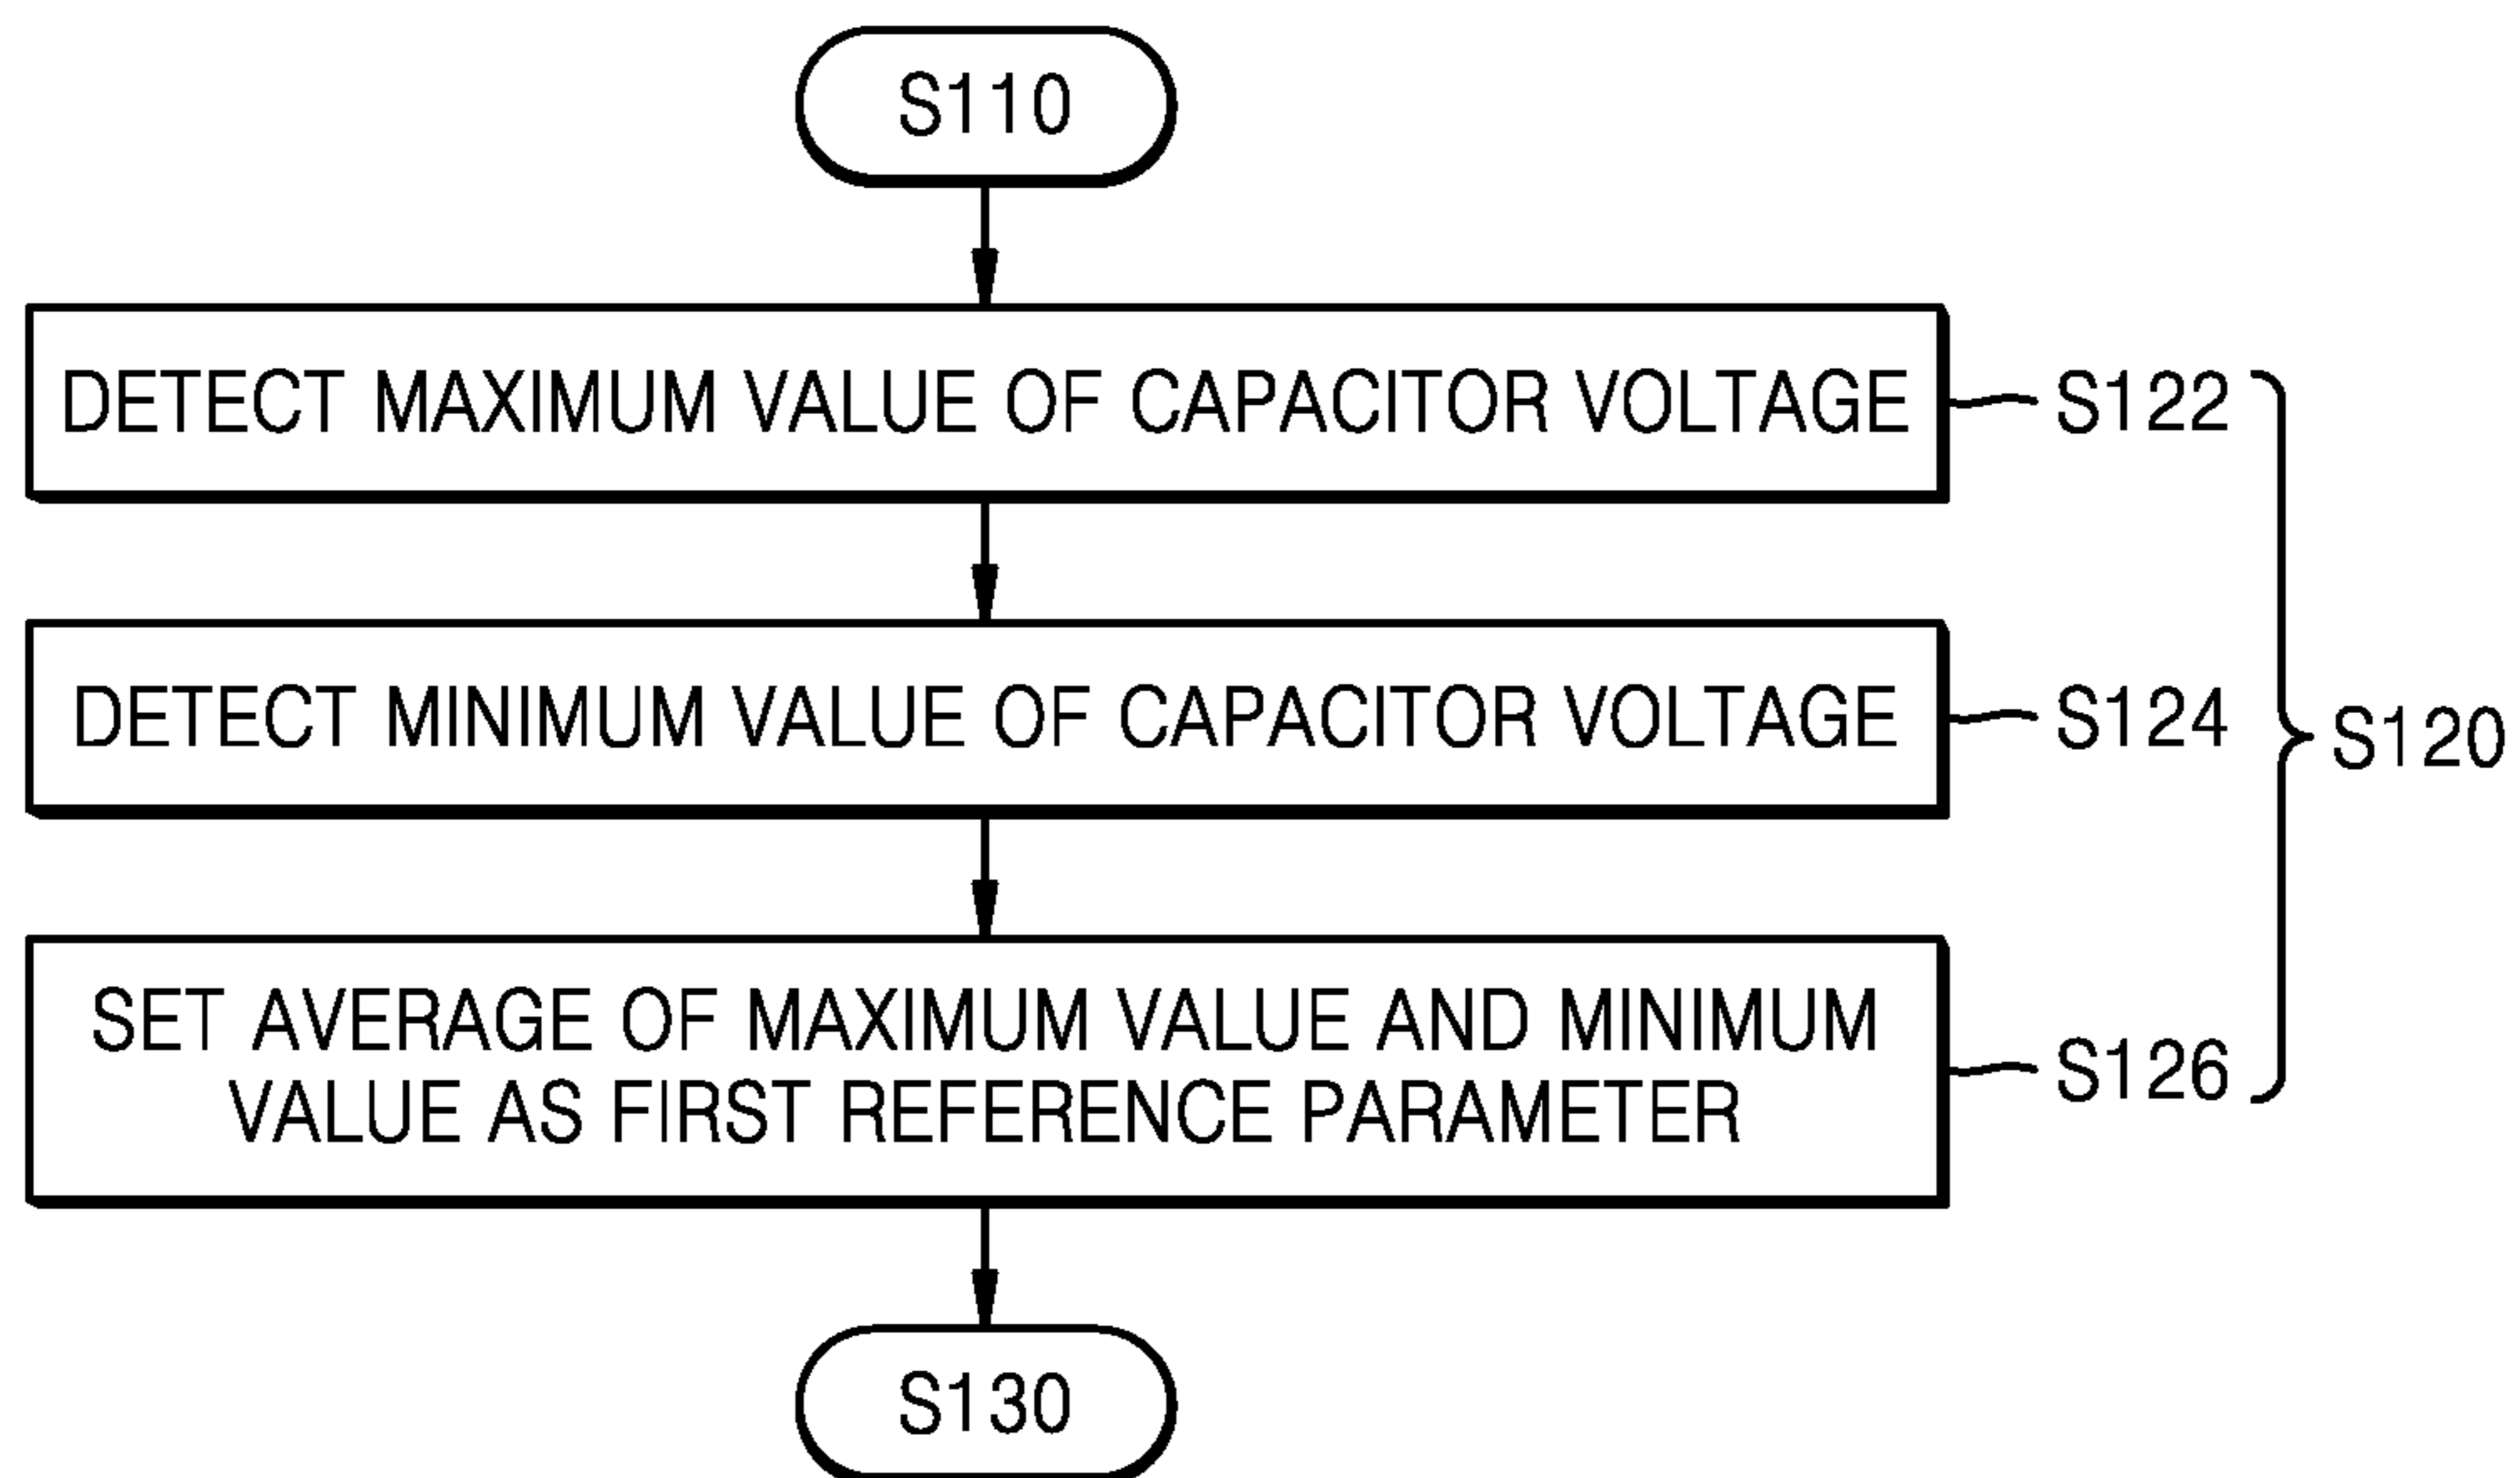 S110
DETECT MAXIMUM VALUE OF CAPACITOR VOLTAGE
S122
DETECT MINIMUM VALUE OF CAPACITOR VOLTAGE
S124
S120
SET AVERAGE OF MAXIMUM VALUE AND MINIMUM
VALUE AS FIRST REFERENCE PARAMETER
S126
S130